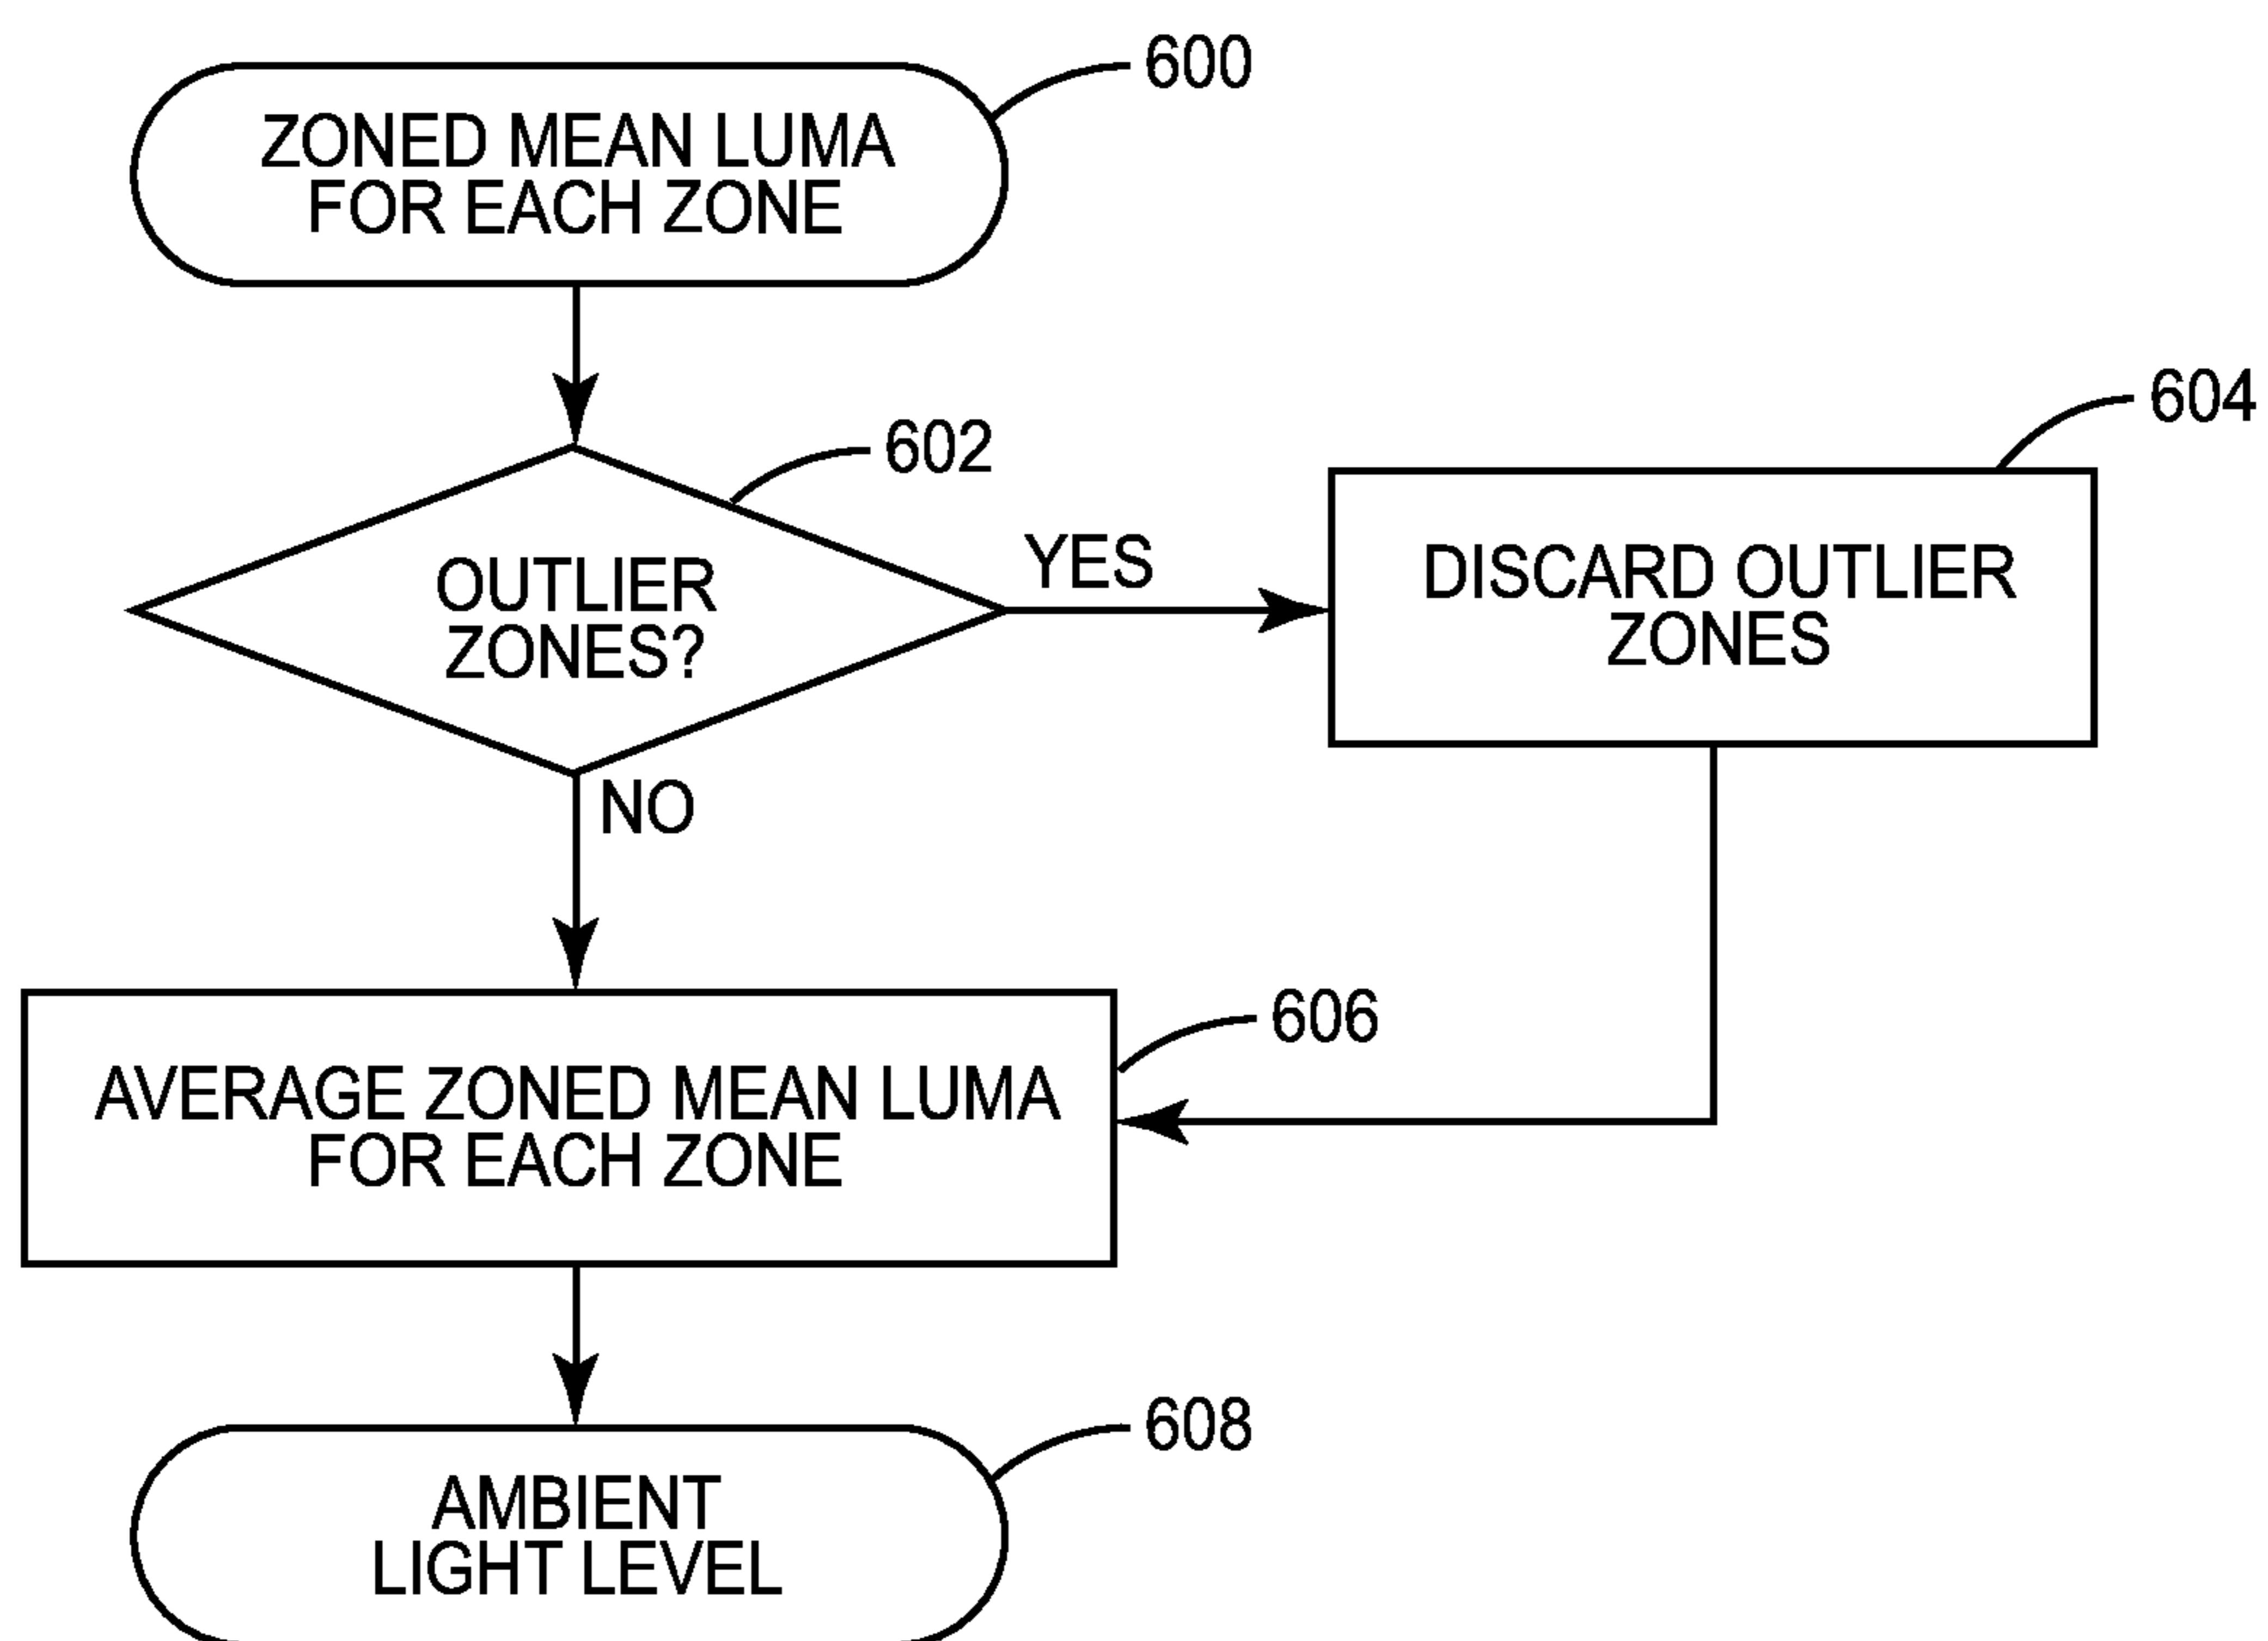 600
ZONED MEAN LUMA
FOR EACH ZONE
602
604
OUTLIER
ZONES?
YES
DISCARD OUTLIER
ZONES
NO
606
AVERAGE ZONED MEAN LUMA
FOR EACH ZONE
608
AMBIENT
LIGHT LEVEL